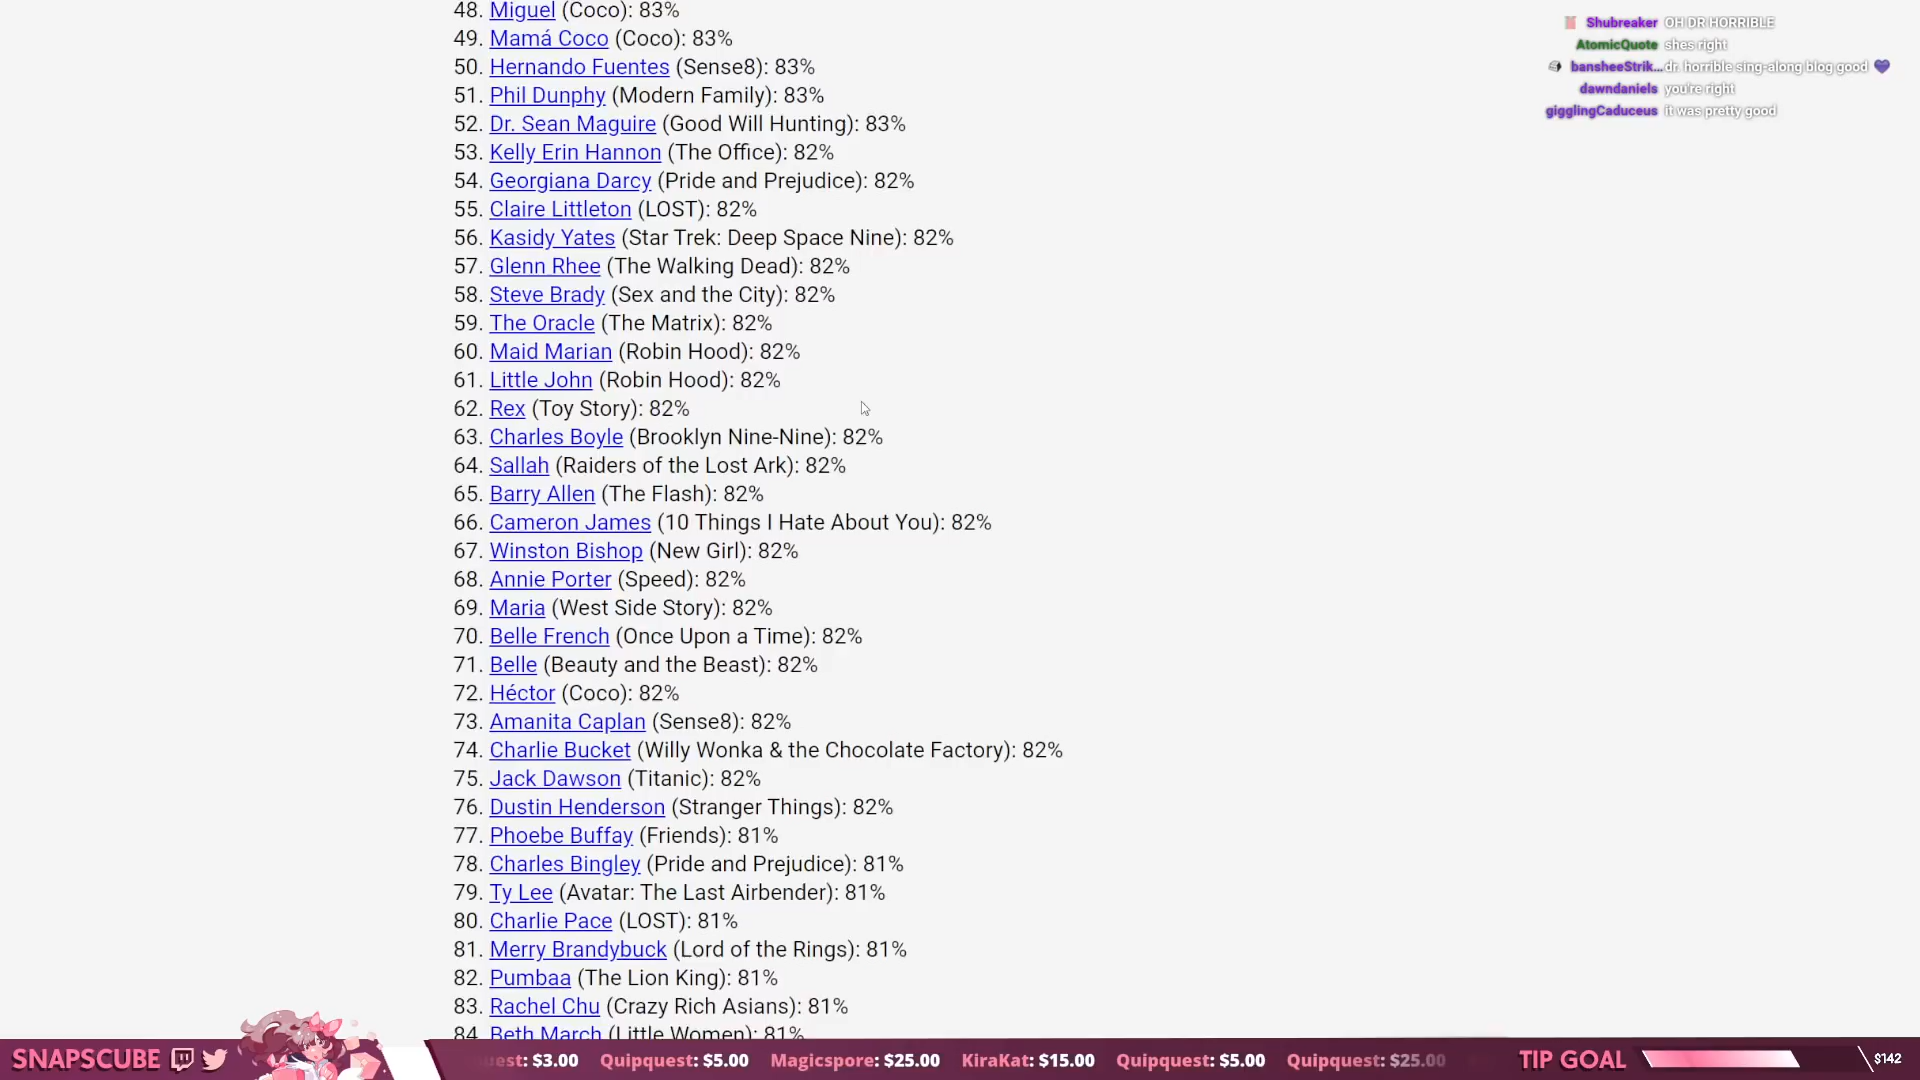 48. Miguel (Coco): 83%
49. Mamá Coco (Coco): 83%
50. Hernando Fuentes (Sense8): 83%
51. Phil Dunphy (Modern Family): 83%
52. Dr. Sean Maguire (Good Will Hunting): 83%
53. Kelly Erin Hannon (The Office): 82%
54. Georgiana Darcy (Pride and Prejudice): 82%
55. Claire Littleton (LOST): 82%
56. Kasidy Yates (Star Trek: Deep Space Nine): 82%
57. Glenn Rhee (The Walking Dead): 82%
58. Steve Brady (Sex and the City): 82%
59. The Oracle (The Matrix): 82%
60. Maid Marian (Robin Hood): 82%
61. Little John (Robin Hood): 82%
62. Rex (Toy Story): 82%
63. Charles Boyle (Brooklyn Nine-Nine): 82%
64. Sallah (Raiders of the Lost Ark): 82%
65. Barry Allen (The Flash): 82%
66. Cameron James (10 Things I Hate About You): 82%
67. Winston Bishop (New Girl): 82%
68. Annie Porter (Speed): 82%
69. Maria (West Side Story): 82%
70. Belle French (Once Upon a Time): 82%
71. Belle (Beauty and the Beast): 82%
72. Héctor (Coco): 82%
73. Amanita Caplan (Sense8): 82%
74. Charlie Bucket (Willy Wonka & the Chocolate Factory): 82%
75. Jack Dawson (Titanic): 82%
76. Dustin Henderson (Stranger Things): 82%
77. Phoebe Buffay (Friends): 81%
78. Charles Bingley (Pride and Prejudice): 81%
79. Ty Lee (Avatar: The Last Airbender): 81%
80. Charlie Pace (LOST): 81%
81. Merry Brandybuck (Lord of the Rings): 81%
82. Pumbaa (The Lion King): 81%
83. Rachel Chu (Crazy Rich Asians): 81%
84. Beth March (Little Women): 81%
Shubreaker OH DR HORRIBLE
AtomicQuote shes right
bansheeStrik... dr. horrible sing-along blog good
dawndaniels you're right
gigglingCaduceus it was pretty good
SNAPSCUBE
uest: $3.00 Quipquest: $5.00 Magicspore: $25.00 KiraKat: $15.00 Quipquest: $5.00 Quipquest: $25.00
TIP GOAL
$142